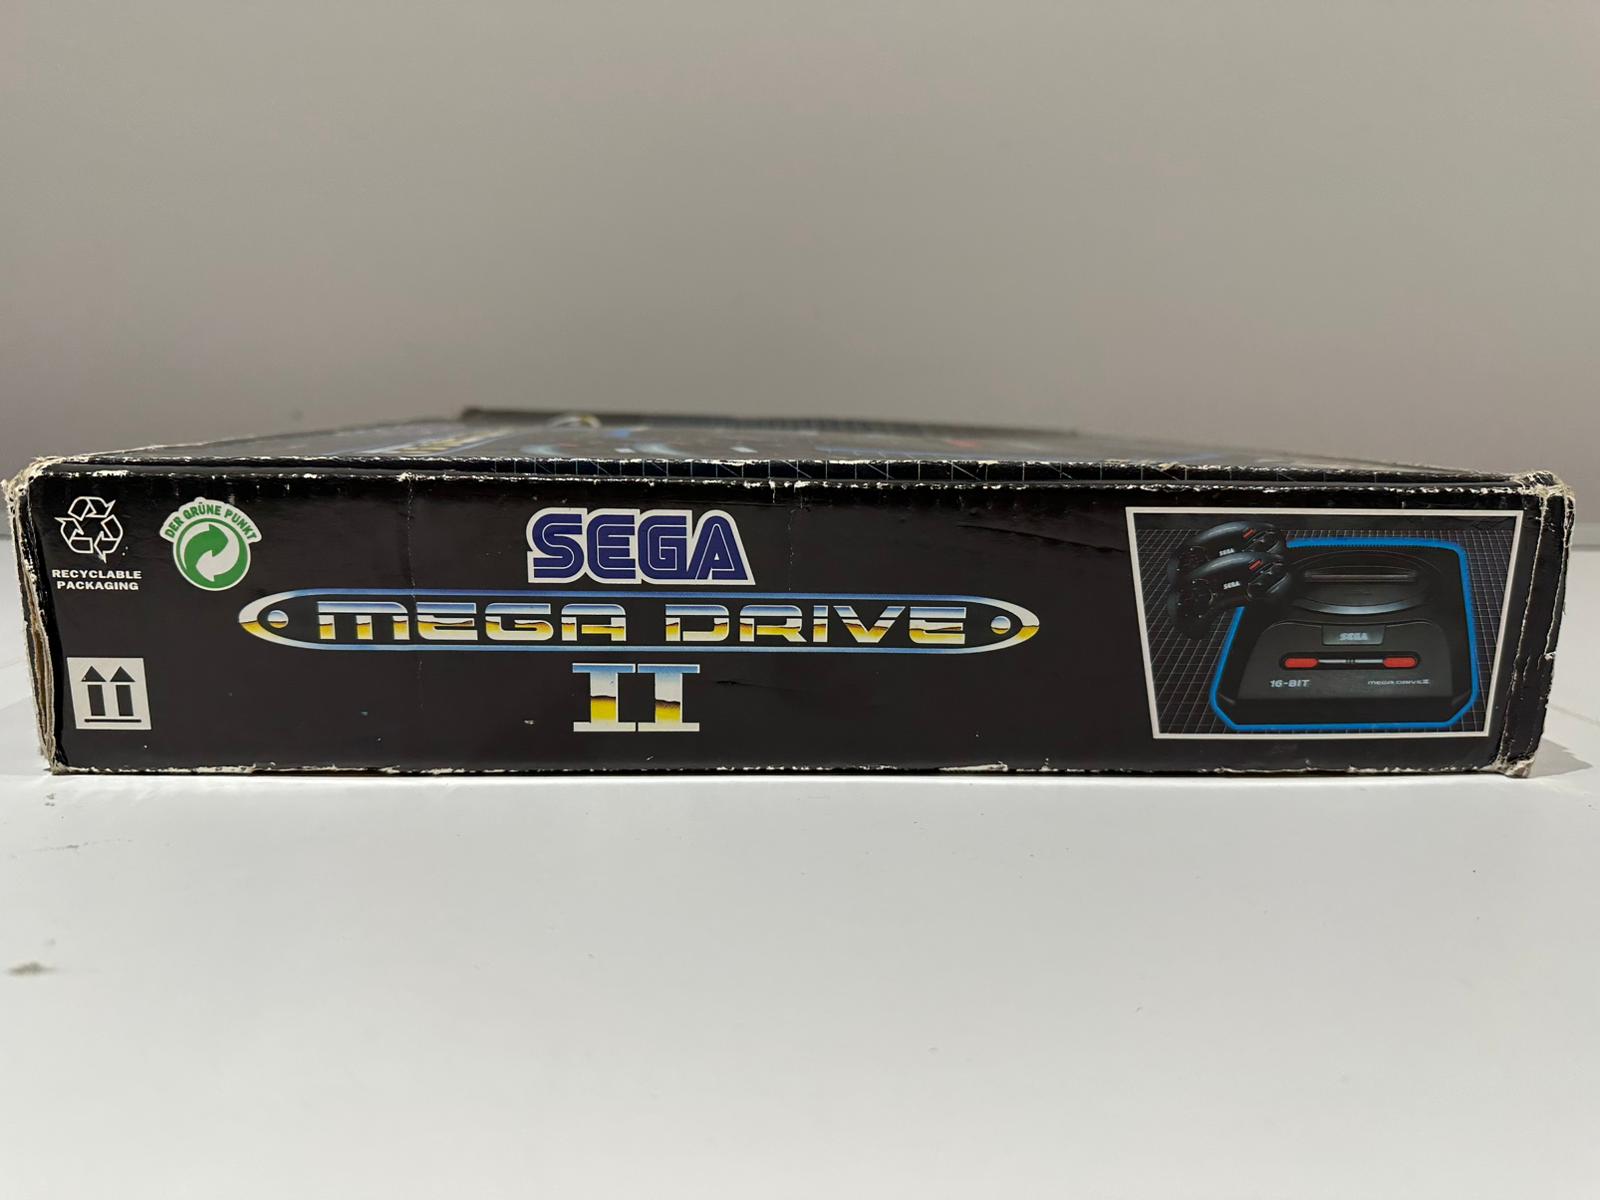 RECYCLABLE
PACKAGING
DER GRÜNE PUNKT
SEGA
MEGA DRIVE
II
SEGA
SEGA
SEGA
16-BIT
MEGA DRIVE II